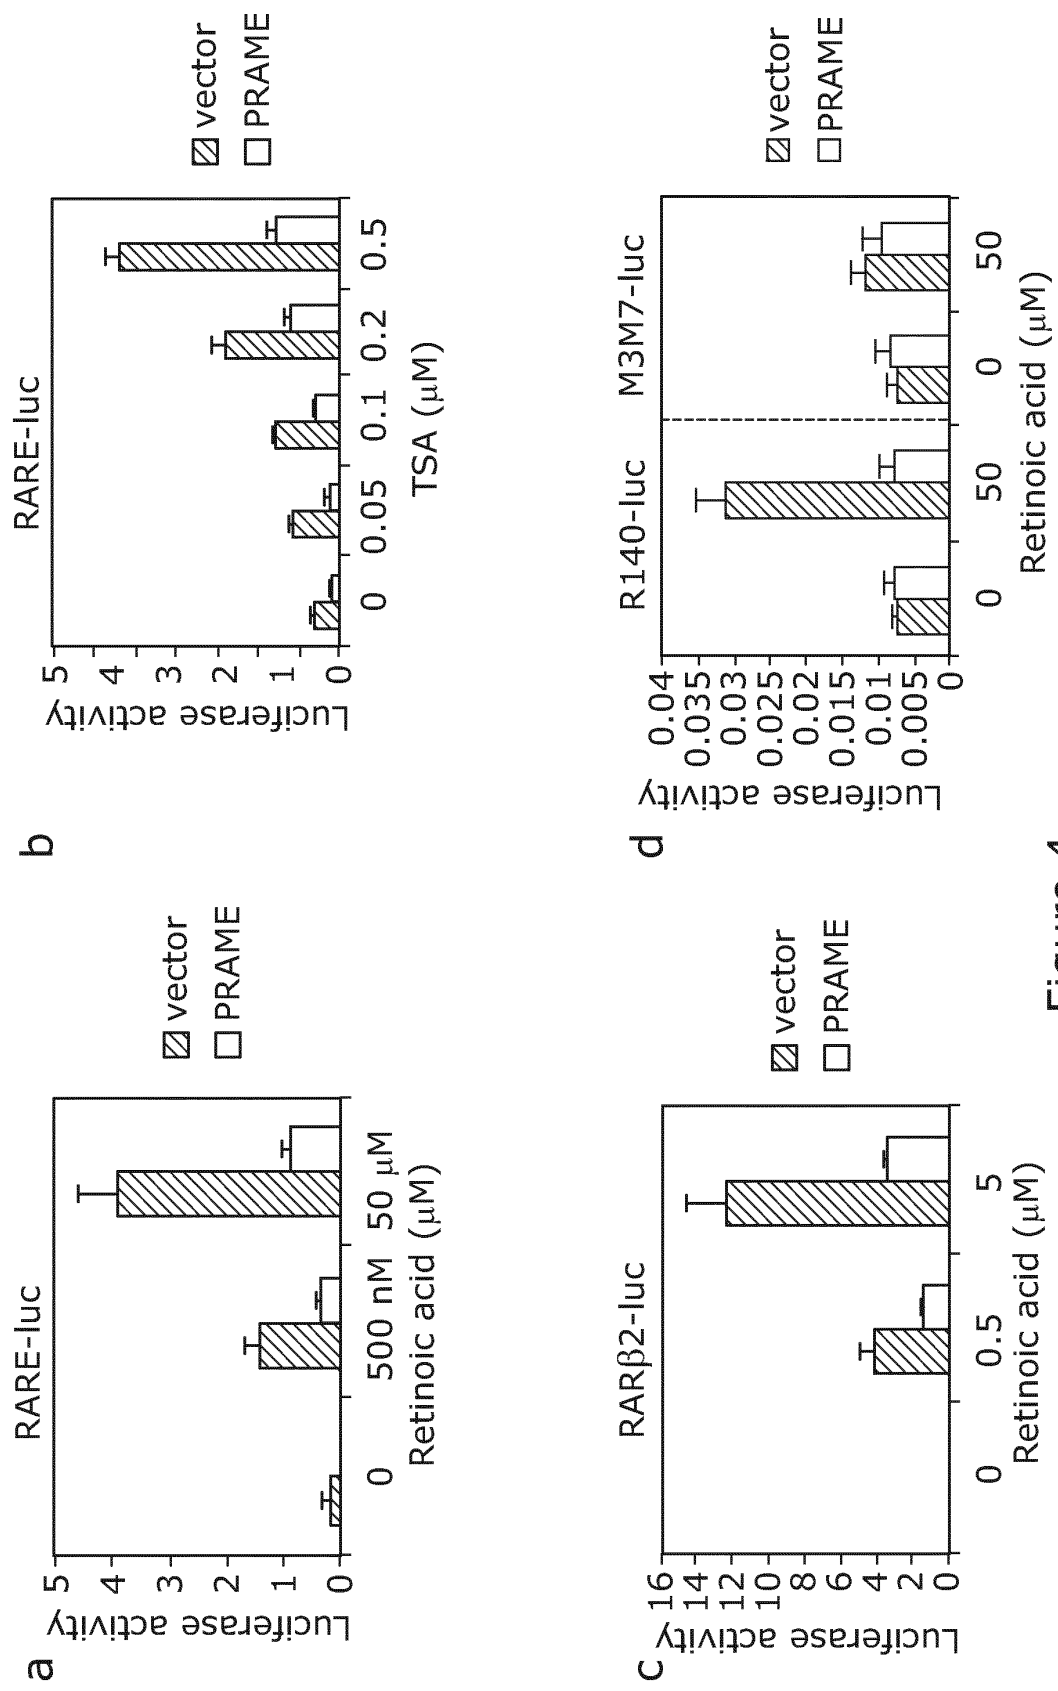 a
RARE-luc
Luciferase activity
5
4
3
2
1
0
0
500 nM
50 μM
Retinoic acid (μM)
vector
PRAME
b
RARE-luc
Luciferase activity
5
4
3
2
1
0
0
0.05
0.1
0.2
0.5
TSA (μM)
vector
PRAME
c
RARβ2-luc
Luciferase activity
16
14
12
10
8
6
4
2
0
0
0.5
5
Retinoic acid (μM)
vector
PRAME
d
R140-luc
M3M7-luc
Luciferase activity
0.04
0.035
0.03
0.025
0.02
0.015
0.01
0.005
0
0
50
0
50
Retinoic acid (μM)
vector
PRAME
Figure 4